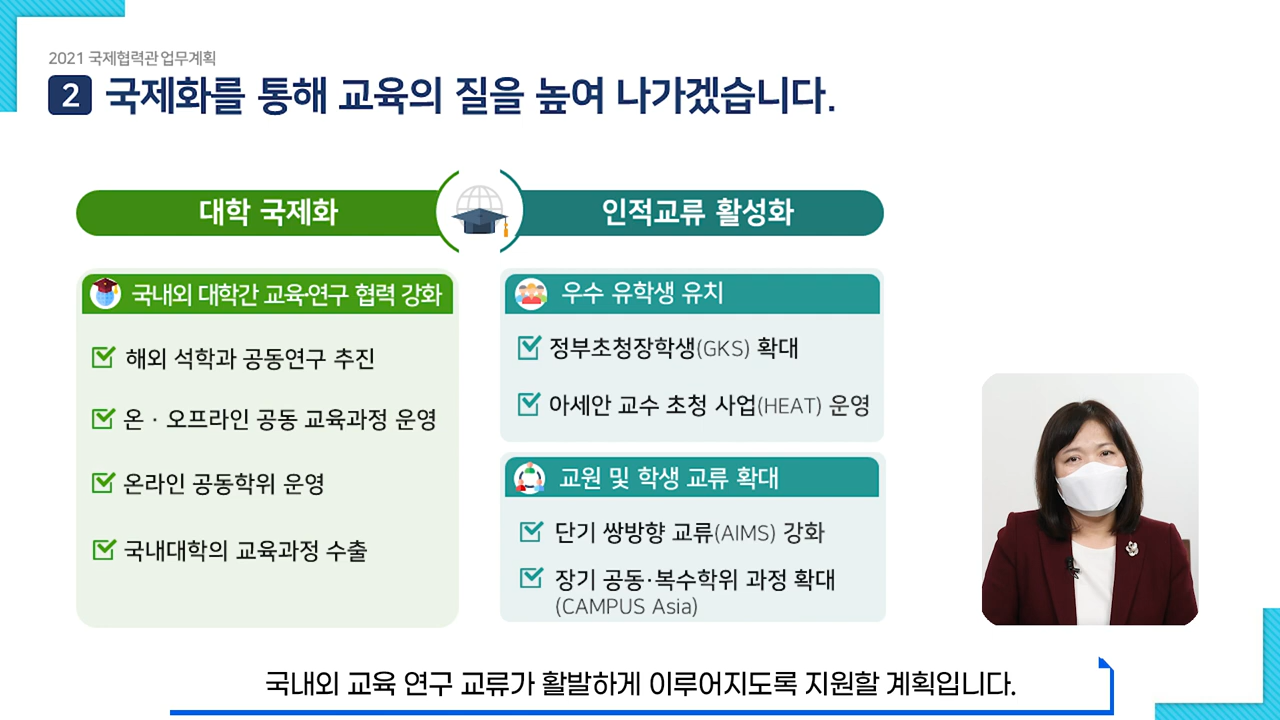 2021 국제협력관 업무계획
2 국제화를 통해 교육의 질을 높여 나가겠습니다.
대학 국제화
국내외 대학간 교육·연구 협력 강화
해외 석학과 공동연구 추진
온 · 오프라인 공동 교육과정 운영
온라인 공동학위 운영
국내대학의 교육과정 수출
인적교류 활성화
우수 유학생 유치
정부초청장학생(GKS) 확대
아세안 교수 초청 사업(HEAT) 운영
교원 및 학생 교류 확대
단기 쌍방향 교류(AIMS) 강화
장기 공동·복수학위 과정 확대
(CAMPUS Asia)
국내외 교육 연구 교류가 활발하게 이루어지도록 지원할 계획입니다.